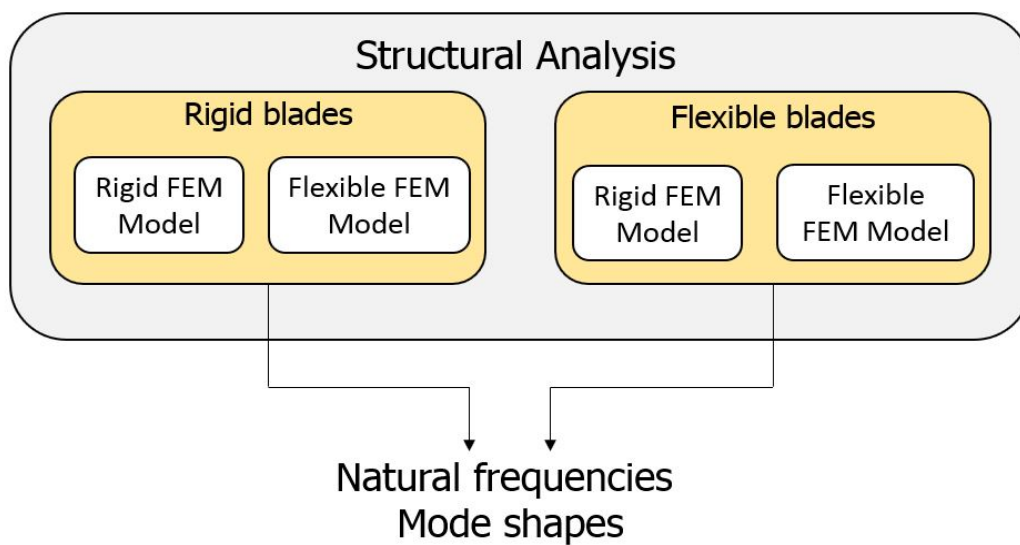 Structural Analysis
Rigid blades
Rigid FEM
Model
Flexible FEM
Model
Flexible blades
Rigid FEM
Model
Flexible
FEM Model
Natural frequencies
Mode shapes